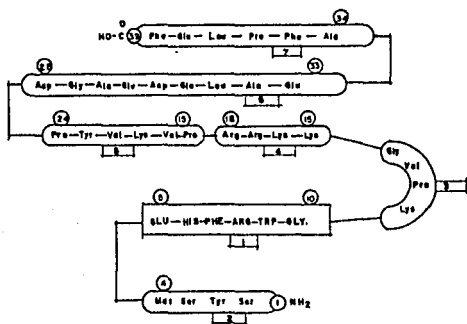 O 34
HO-C 39 Phe — Glu — Leu — Pro — Phe — Ala
7
25 33
Asp — Gly — Ala — Glu — Asp — Glu — Leu — Ala — Glu
6
24 19 18 15
Pro — Tyr — Val — Lys — Val — Pro Arg — Arg — Lys — Lys
5 4
Gly
Val
Pro 3
Lys
5 10
GLU — HIS — PHE — ARG — TRP — GLY.
1
4
Met Ser Tyr Ser 1 NH2
2